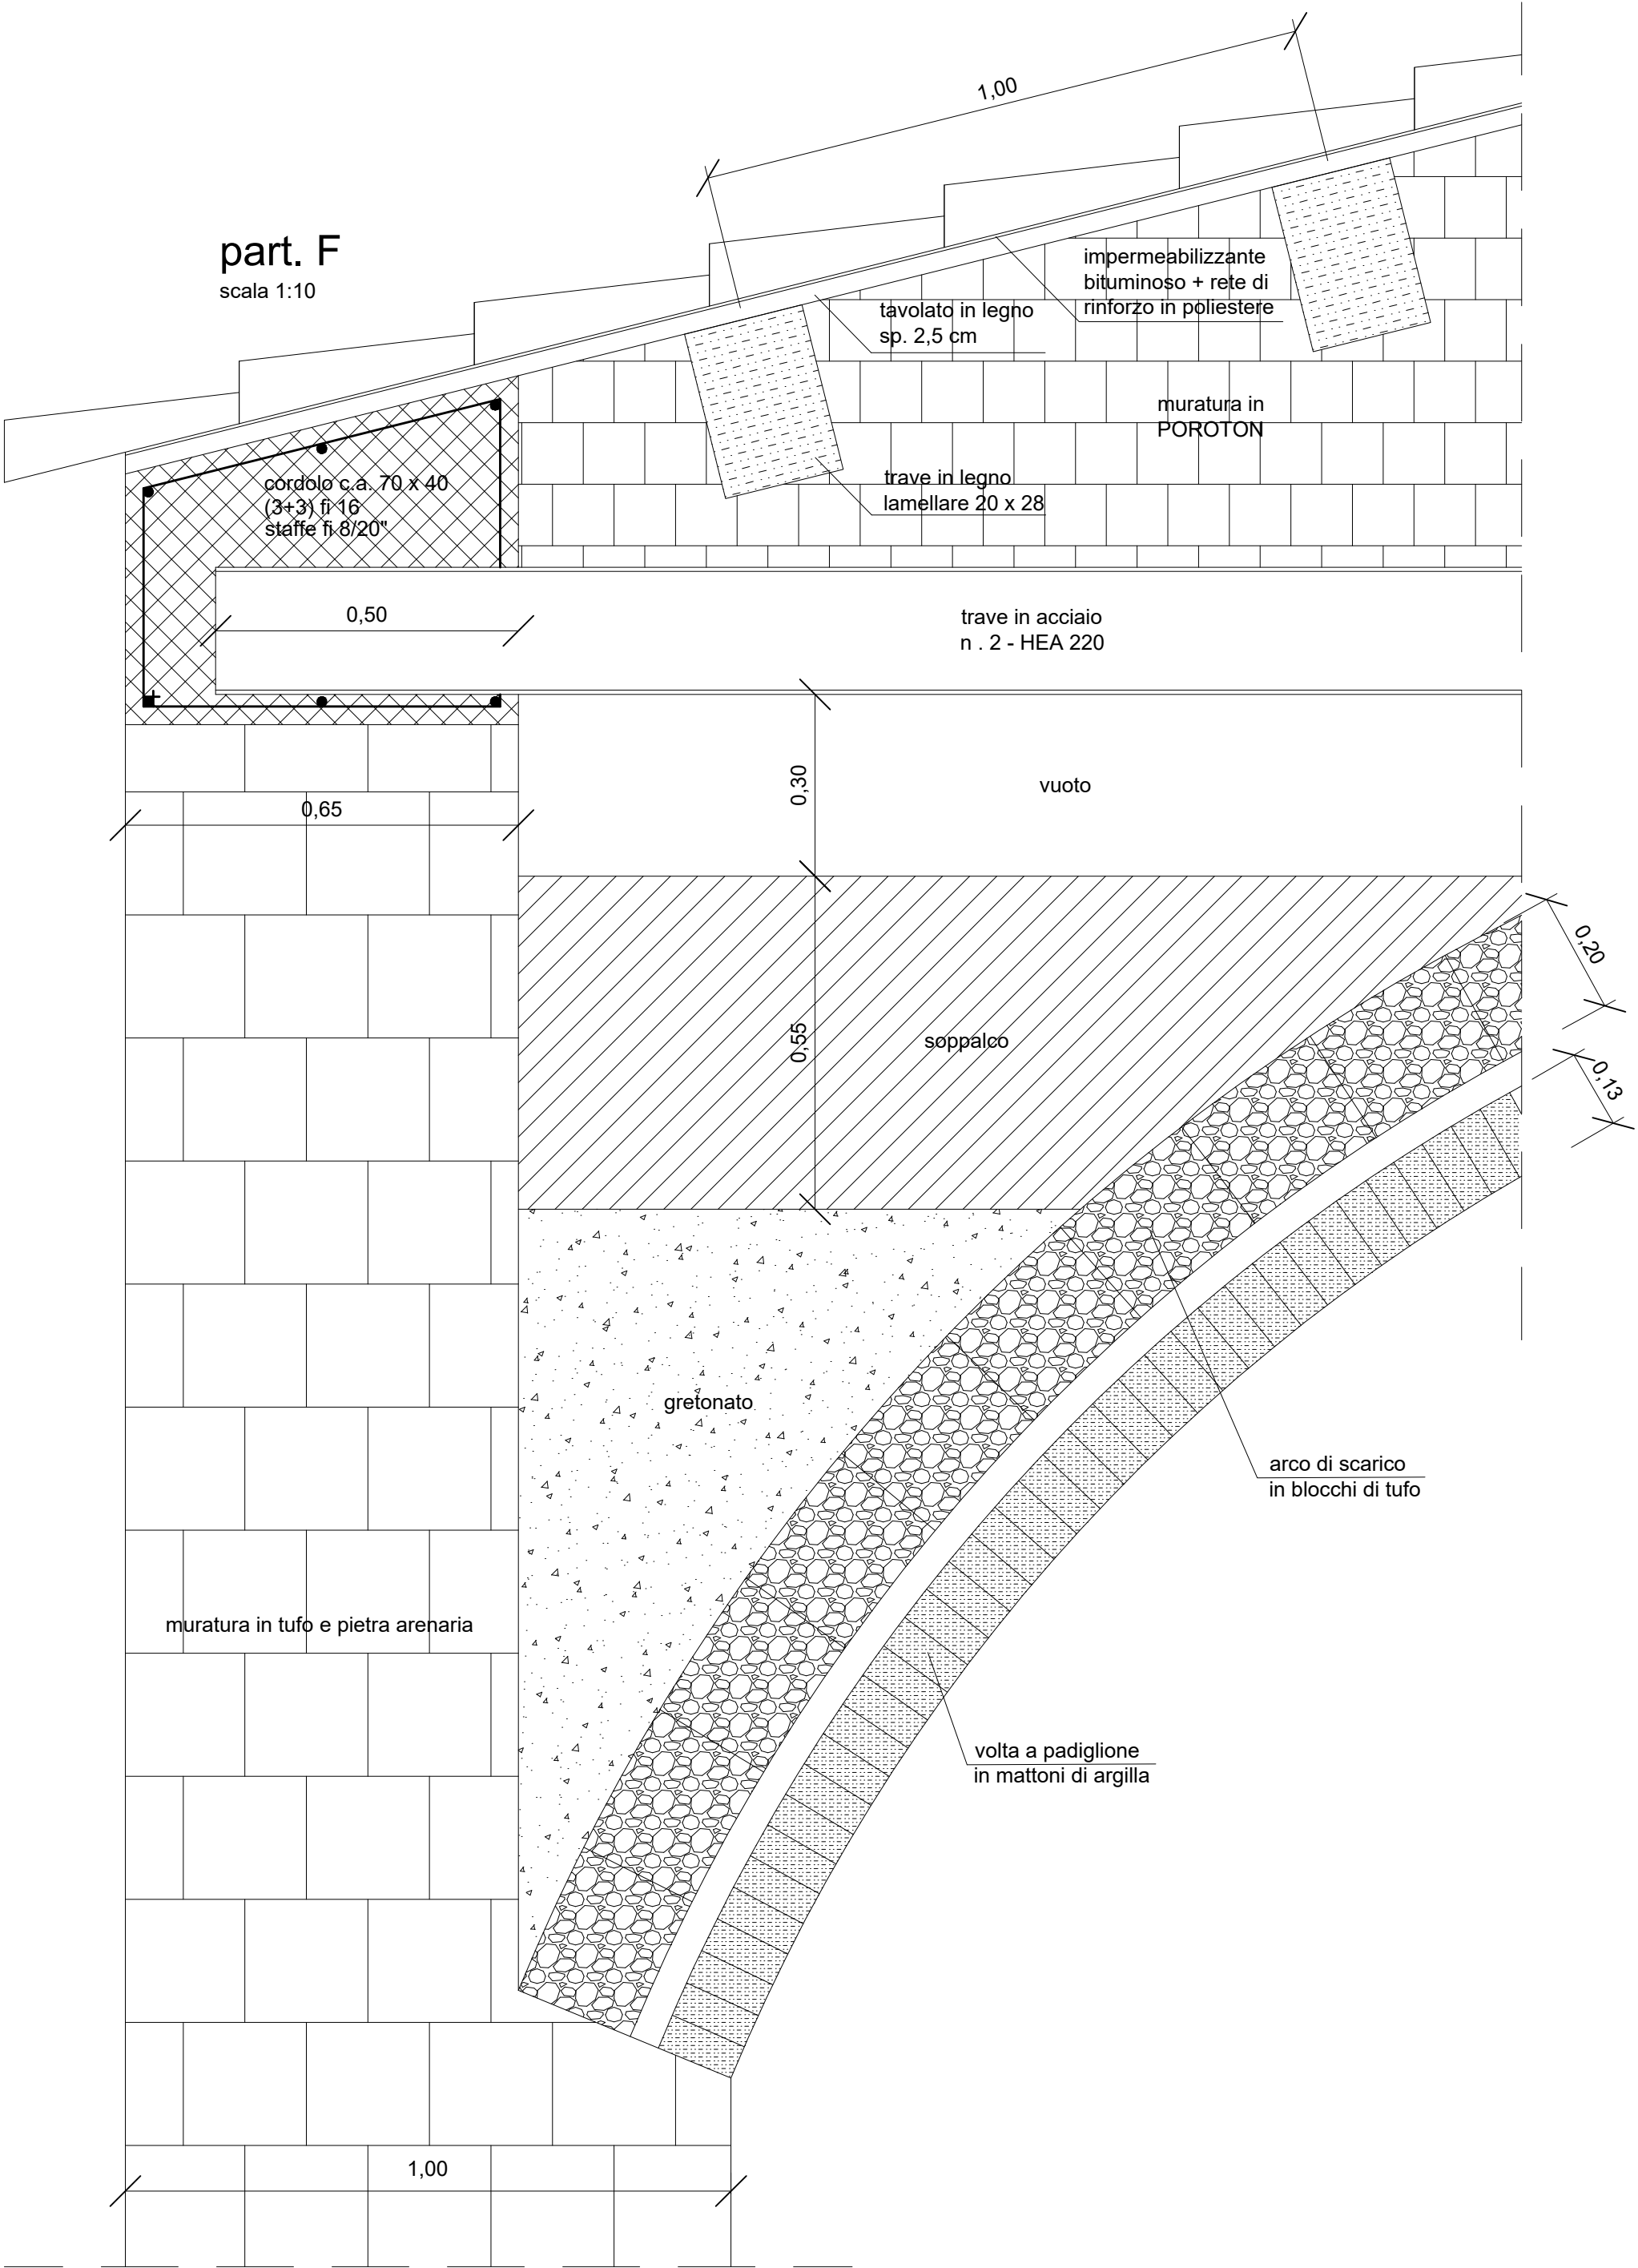 1,00
part. F
scala 1:10
impermeabilizzante
bituminoso + rete di
rinforzo in poliestere
tavolato in legno
sp. 2,5 cm
muratura in
POROTON
cordolo c.a. 70 x 40
(3+3) fi 16
staffe fi 8/20"
trave in legno
lamellare 20 x 28
0,50
trave in acciaio
n . 2 - HEA 220
0,30
vuoto
0,65
0,20
0,55
soppalco
0,13
gretonato
arco di scarico
in blocchi di tufo
muratura in tufo e pietra arenaria
volta a padiglione
in mattoni di argilla
1,00